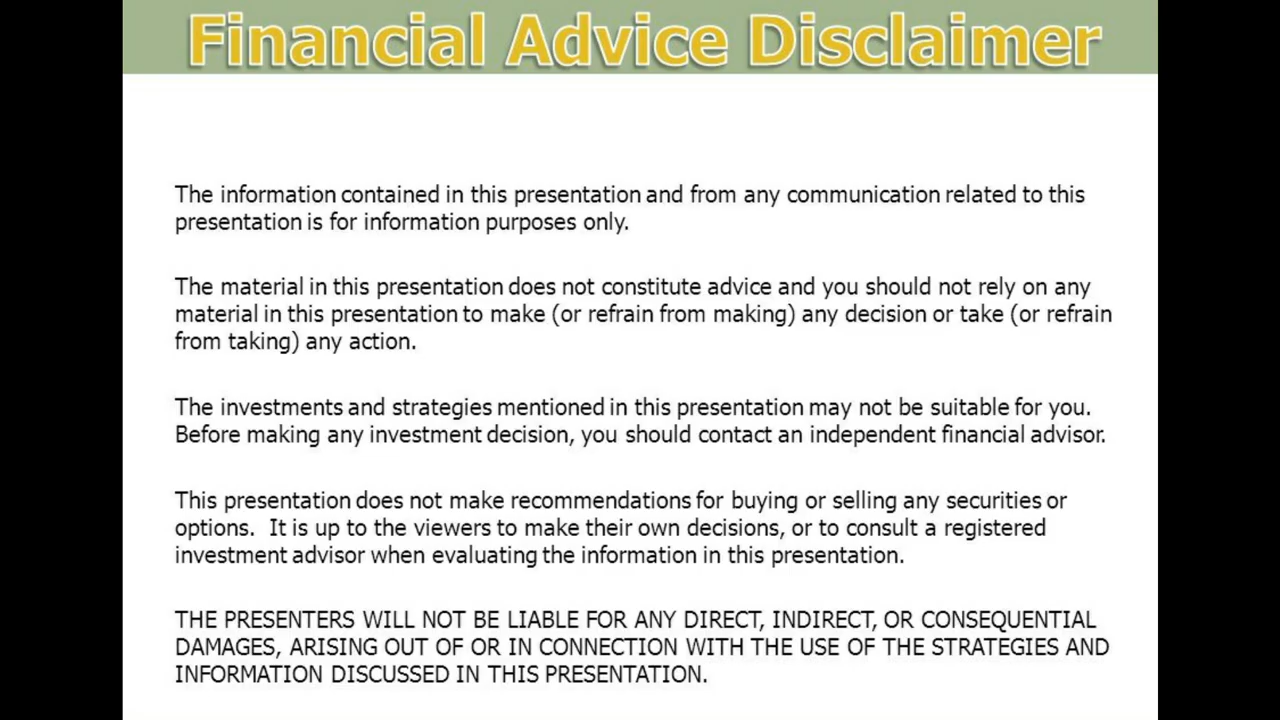 Financial Advice Disclaimer
The information contained in this presentation and from any communication related to this
presentation is for information purposes only.
The material in this presentation does not constitute advice and you should not rely on any
material in this presentation to make (or refrain from making) any decision or take (or refrain
from taking) any action.
The investments and strategies mentioned in this presentation may not be suitable for you.
Before making any investment decision, you should contact an independent financial advisor.
This presentation does not make recommendations for buying or selling any securities or
options.  It is up to the viewers to make their own decisions, or to consult a registered
investment advisor when evaluating the information in this presentation.
THE PRESENTERS WILL NOT BE LIABLE FOR ANY DIRECT, INDIRECT, OR CONSEQUENTIAL
DAMAGES, ARISING OUT OF OR IN CONNECTION WITH THE USE OF THE STRATEGIES AND
INFORMATION DISCUSSED IN THIS PRESENTATION.